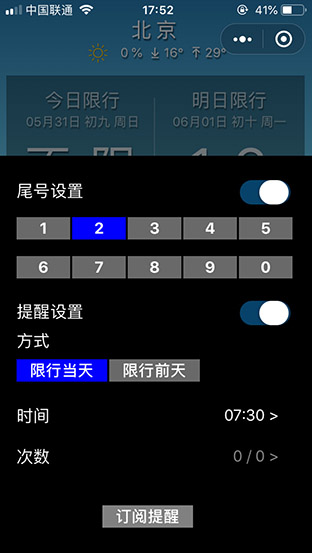 中国联通 17:52 41%
北京
0% 16° 29°
今日限行 明日限行
05月31日 初九 周日 06月01日 初十 周一
尾号设置
1 2 3 4 5
6 7 8 9 0
提醒设置
方式
限行当天 限行前天
时间 07:30 >
次数 0 / 0 >
订阅提醒